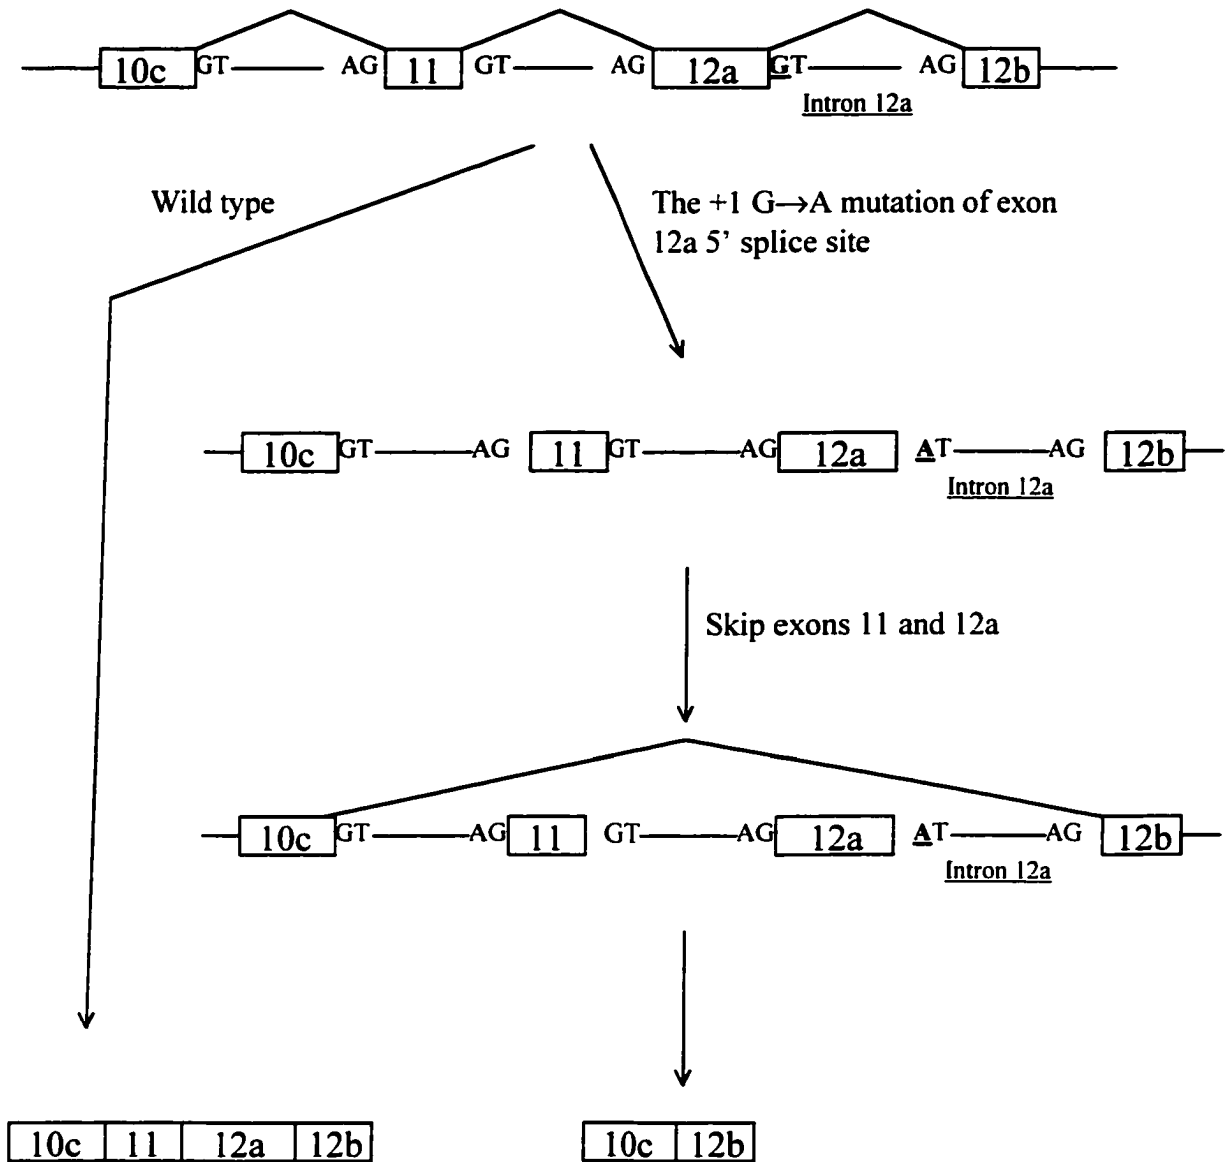 10c GT AG 11 GT AG 12a GT AG 12b
Intron 12a
Wild type
The +1 G→A mutation of exon
12a 5' splice site
10c GT AG 11 GT AG 12a AT AG 12b
Intron 12a
Skip exons 11 and 12a
10c GT AG 11 GT AG 12a AT AG 12b
Intron 12a
10c 11 12a 12b
10c 12b